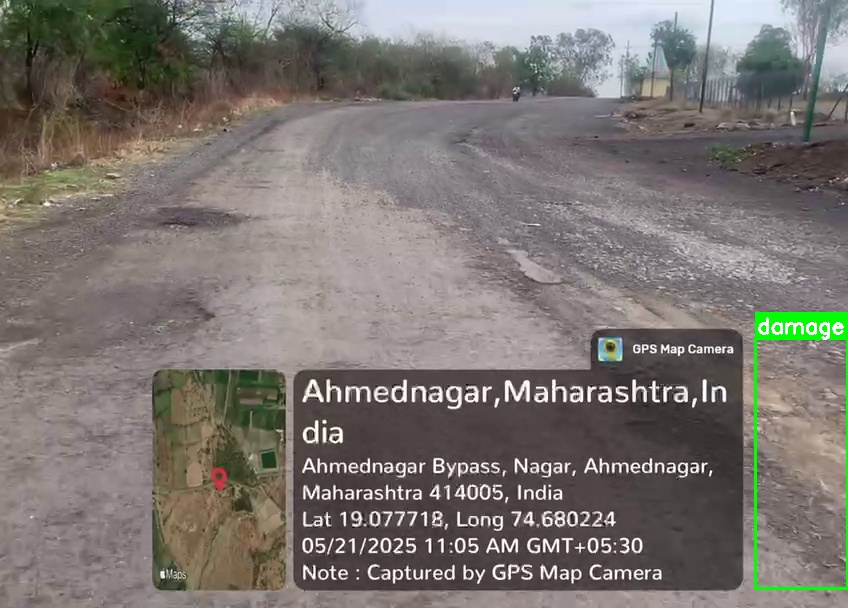 damage
GPS Map Camera
Ahmednagar,Maharashtra,In
dia
Ahmednagar Bypass, Nagar, Ahmednagar,
Maharashtra 414005, India
Lat 19.077718, Long 74.680224
05/21/2025 11:05 AM GMT+05:30
Note : Captured by GPS Map Camera
Maps